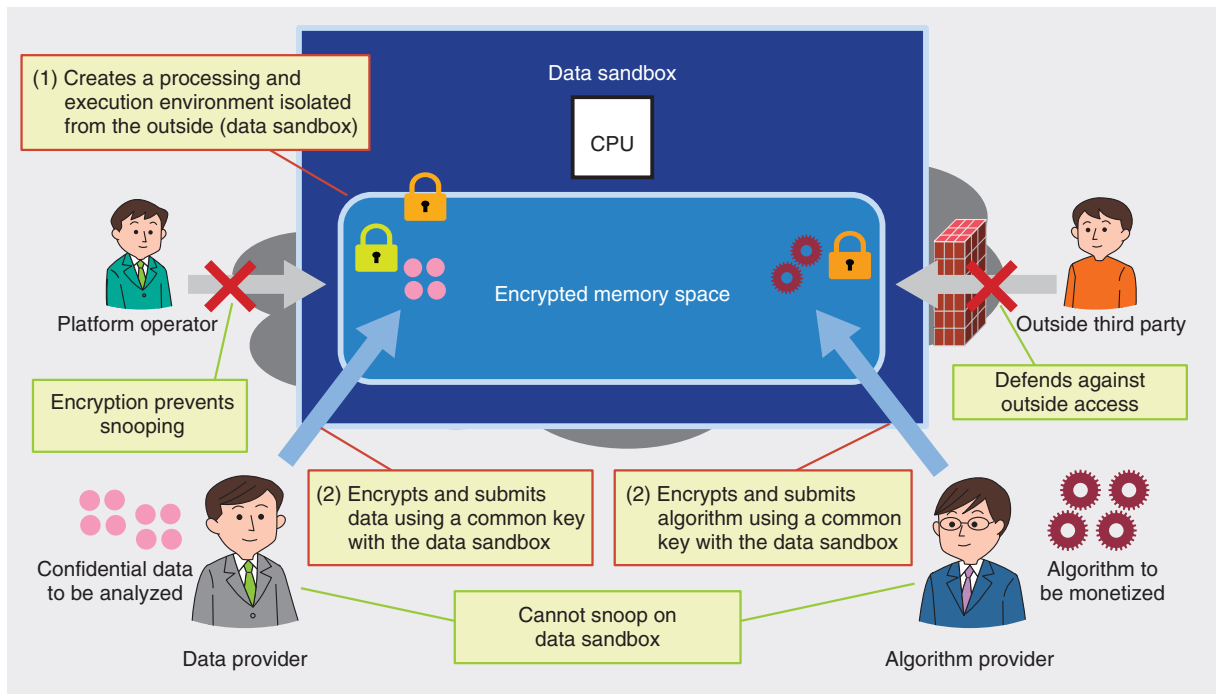 (1) Creates a processing and
execution environment isolated
from the outside (data sandbox)
Data sandbox
CPU
Encrypted memory space
Platform operator
Outside third party
Encryption prevents
snooping
Defends against
outside access
(2) Encrypts and submits
data using a common key
with the data sandbox
(2) Encrypts and submits
algorithm using a common
key with the data sandbox
Confidential data
to be analyzed
Algorithm to
be monetized
Cannot snoop on
data sandbox
Data provider
Algorithm provider